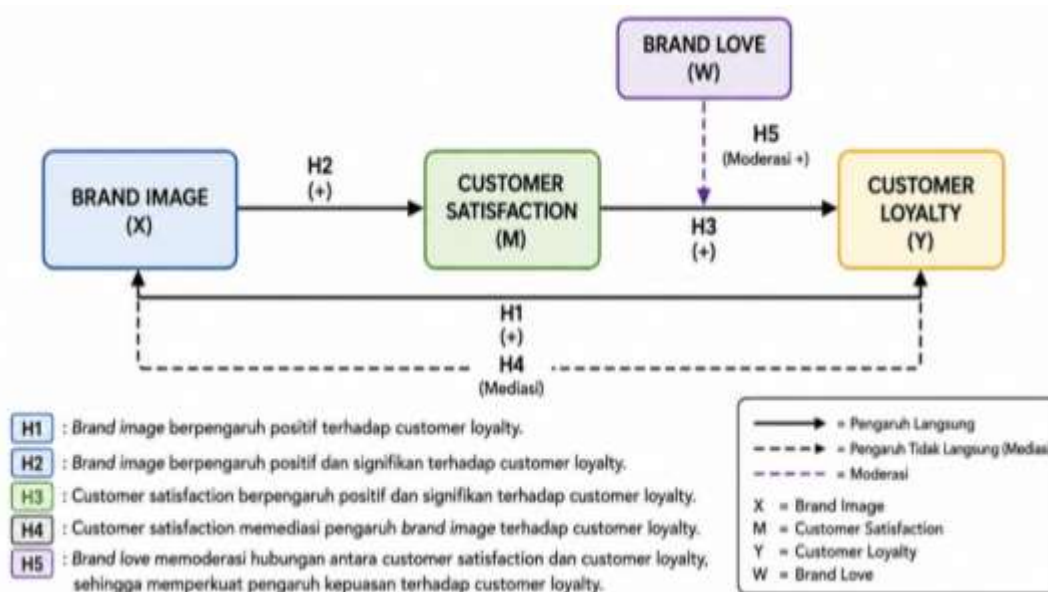 BRAND LOVE
(W)
H5
(Moderasi +)
H2
(+)
BRAND IMAGE
(X)
CUSTOMER
SATISFACTION
(M)
H3
(+)
CUSTOMER
LOYALTY
(Y)
H1
(+)
H4
(Mediasi)
H1 : Brand image berpengaruh positif terhadap customer loyalty.
H2 : Brand image berpengaruh positif dan signifikan terhadap customer loyalty.
H3 : Customer satisfaction berpengaruh positif dan signifikan terhadap customer loyalty.
H4 : Customer satisfaction memediasi pengaruh brand image terhadap customer loyalty.
H5 : Brand love memoderasi hubungan antara customer satisfaction dan customer loyalty,
sehingga memperkuat pengaruh kepuasan terhadap customer loyalty.
= Pengaruh Langsung
= Pengaruh Tidak Langsung (Mediasi
= Moderasi
X = Brand Image
M = Customer Satisfaction
Y = Customer Loyalty
W = Brand Love